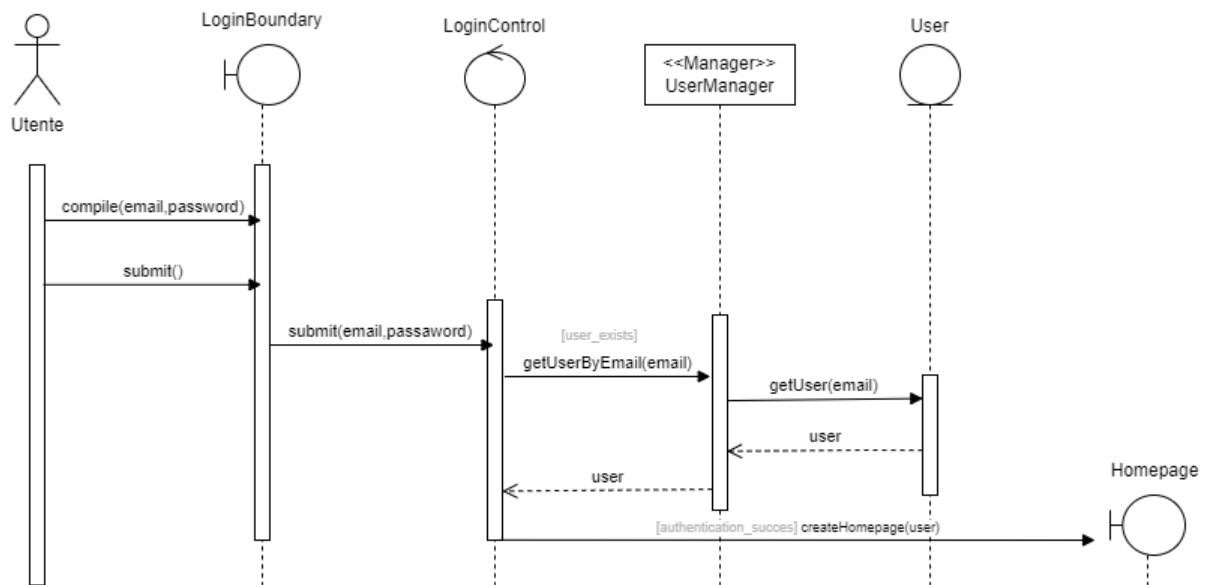 LoginBoundary
LoginControl
User
<<Manager>>
UserManager
Utente
compile(email,password)
submit()
submit(email,passaword)
[user_exists]
getUserByEmail(email)
getUser(email)
user
user
Homepage
[authentication_succes] createHomepage(user)